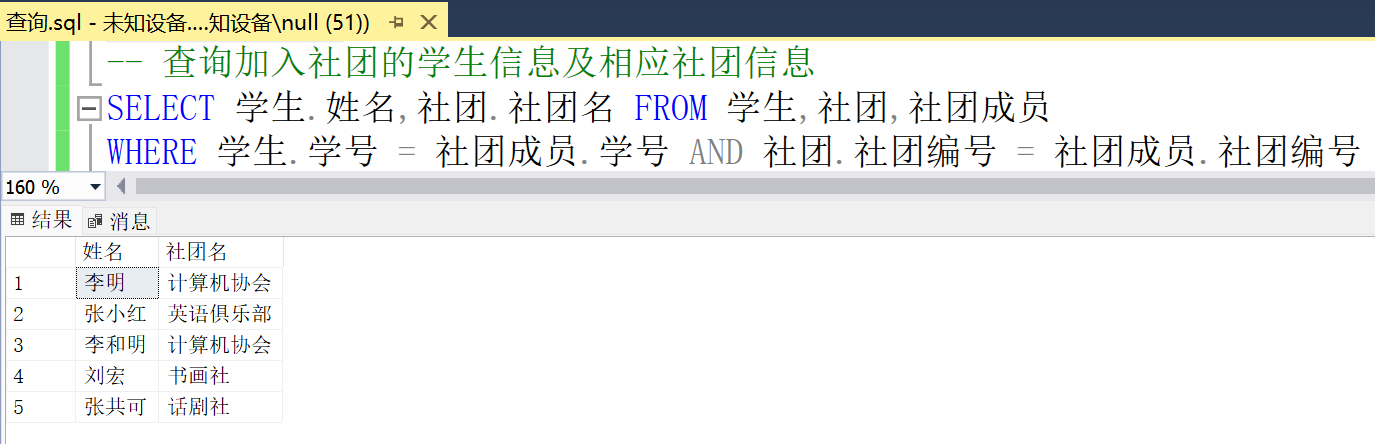 查询.sql - 未知设备....知设备\null (51))
-- 查询加入社团的学生信息及相应社团信息
SELECT 学生.姓名,社团.社团名 FROM 学生,社团,社团成员
WHERE 学生.学号 = 社团成员.学号 AND 社团.社团编号 = 社团成员.社团编号
160 %
结果 消息
姓名 社团名
1 李明 计算机协会
2 张小红 英语俱乐部
3 李和明 计算机协会
4 刘宏 书画社
5 张共可 话剧社